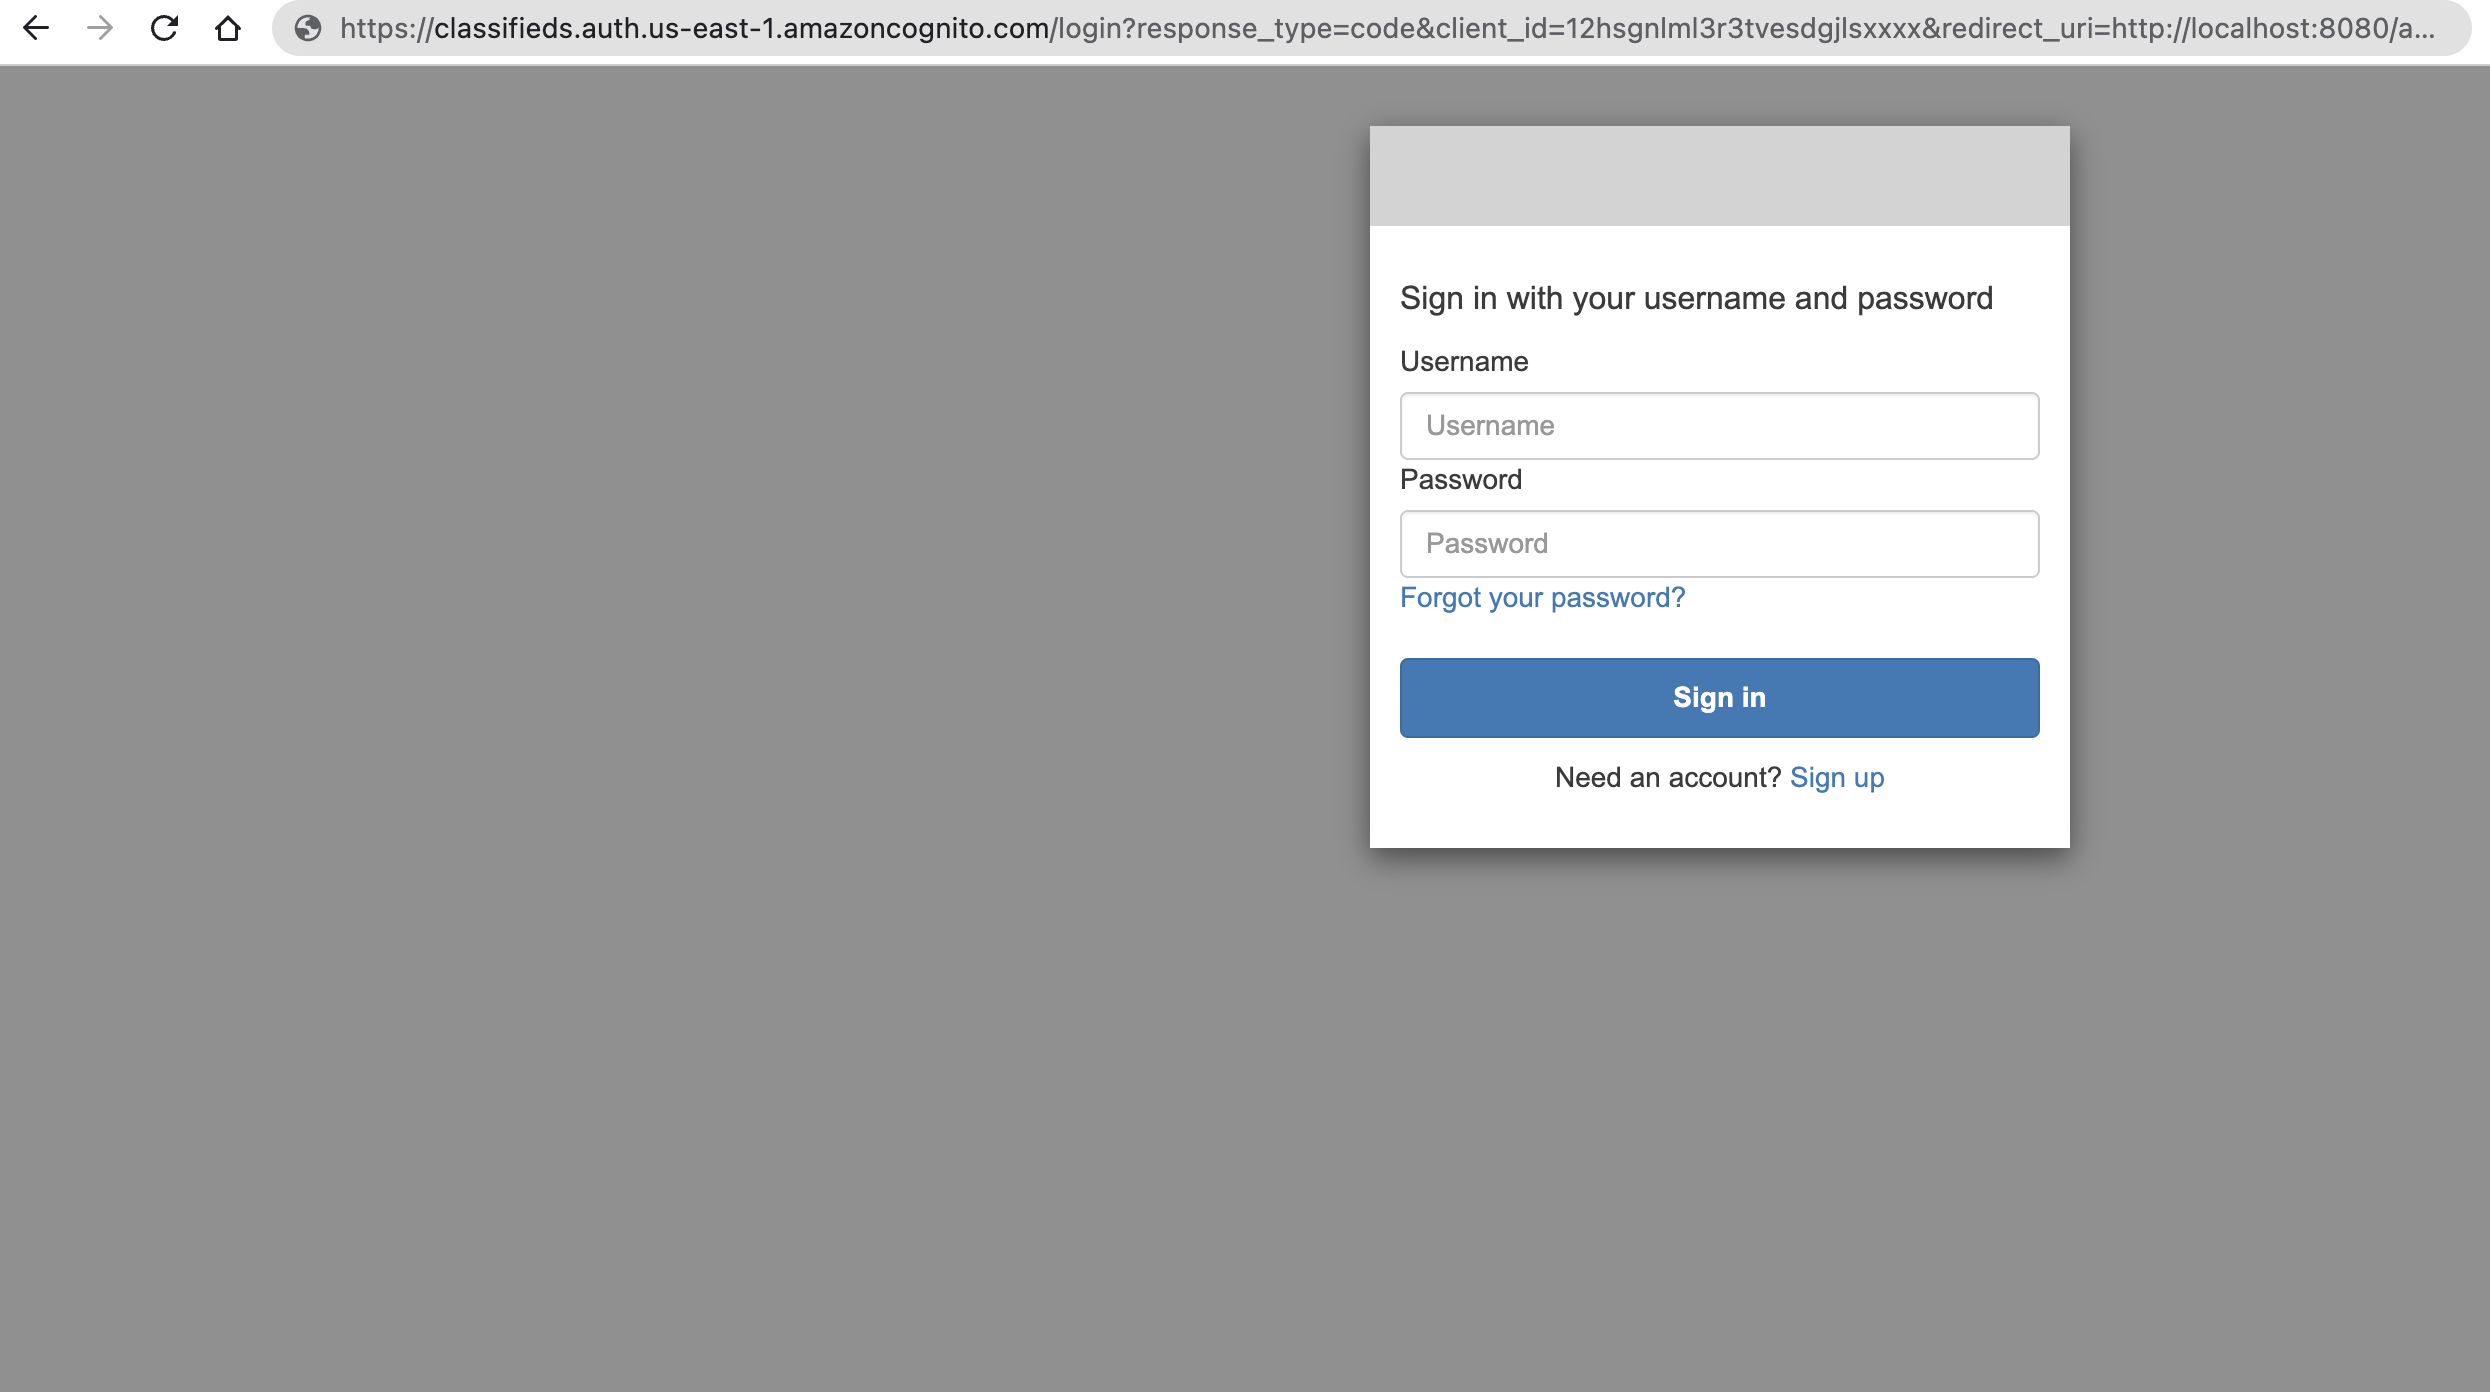 https://classifieds.auth.us-east-1.amazoncognito.com/login?response_type=code&client_id=12hsgnlml3r3tvesdgjlsxxxx&redirect_uri=http://localhost:8080/a...
Sign in with your username and password
Username
Username
Password
Password
Forgot your password?
Sign in
Need an account? Sign up